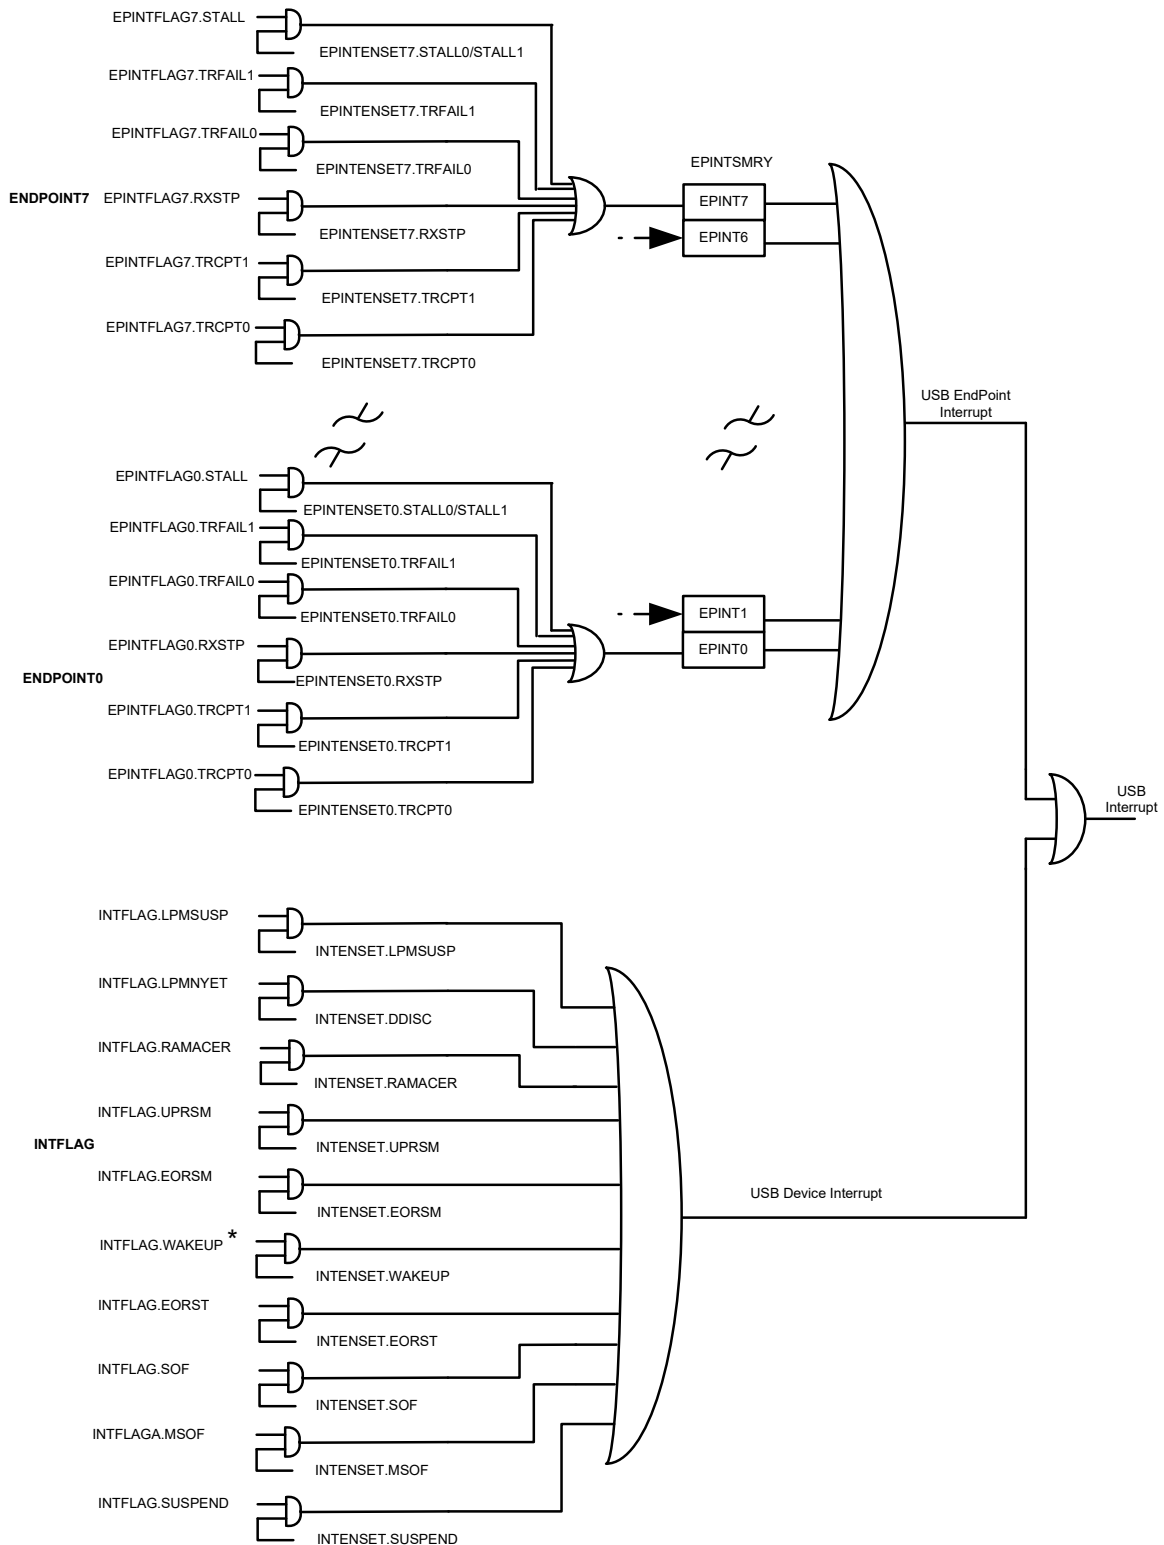 EPINTFLAG7.STALL
EPINTENSET7.STALL0/STALL1
EPINTFLAG7.TRFAIL1
EPINTENSET7.TRFAIL1
EPINTFLAG7.TRFAIL0
EPINTENSET7.TRFAIL0
EPINTSMRY
ENDPOINT7
EPINTFLAG7.RXSTP
EPINT7
EPINTENSET7.RXSTP
EPINT6
EPINTFLAG7.TRCPT1
EPINTENSET7.TRCPT1
EPINTFLAG7.TRCPT0
EPINTENSET7.TRCPT0
USB EndPoint
Interrupt
EPINTFLAG0.STALL
EPINTENSET0.STALL0/STALL1
EPINTFLAG0.TRFAIL1
EPINTENSET0.TRFAIL1
EPINTFLAG0.TRFAIL0
EPINTENSET0.TRFAIL0
EPINT1
EPINTFLAG0.RXSTP
EPINT0
ENDPOINT0
EPINTENSET0.RXSTP
EPINTFLAG0.TRCPT1
EPINTENSET0.TRCPT1
EPINTFLAG0.TRCPT0
EPINTENSET0.TRCPT0
USB
Interrupt
INTFLAG.LPMSUSP
INTENSET.LPMSUSP
INTFLAG.LPMNYET
INTENSET.DDISC
INTFLAG.RAMACER
INTENSET.RAMACER
INTFLAG.UPRSM
INTFLAG
INTENSET.UPRSM
INTFLAG.EORSM
USB Device Interrupt
INTENSET.EORSM
INTFLAG.WAKEUP *
INTENSET.WAKEUP
INTFLAG.EORST
INTENSET.EORST
INTFLAG.SOF
INTENSET.SOF
INTFLAGA.MSOF
INTENSET.MSOF
INTFLAG.SUSPEND
INTENSET.SUSPEND